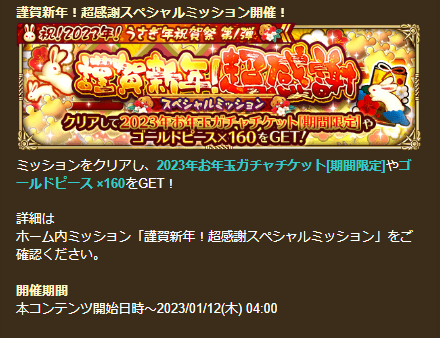 謹賀新年！超感謝スペシャルミッション開催！
祝！2023年！うさぎ年祝賀祭 第1弾
謹賀新年！超感謝
スペシャルミッション
クリアして2023年お年玉ガチャチケット[期間限定]や
ゴールドピース×160をGET！
ミッションをクリアし、2023年お年玉ガチャチケット[期間限定]やゴ
ールドピース ×160をGET！
詳細は
ホーム内ミッション「謹賀新年！超感謝スペシャルミッション」をご
確認ください。
開催期間
本コンテンツ開始日時～2023/01/12(木) 04:00